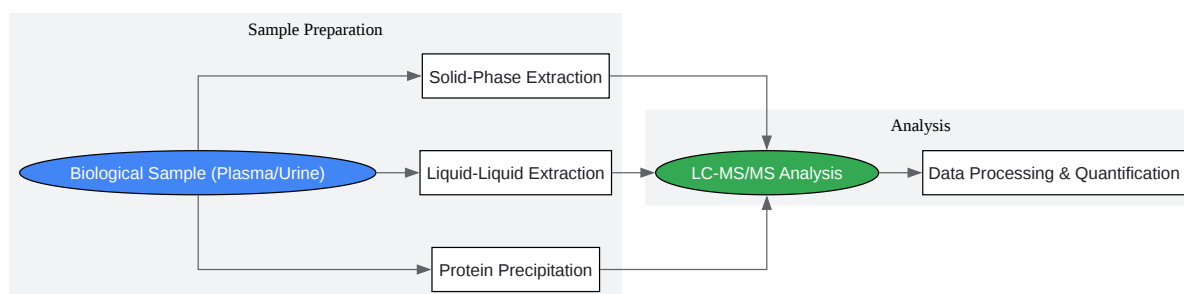 Sample Preparation
Solid-Phase Extraction
Analysis
Biological Sample (Plasma/Urine)
Liquid-Liquid Extraction
LC-MS/MS Analysis
Data Processing & Quantification
Protein Precipitation